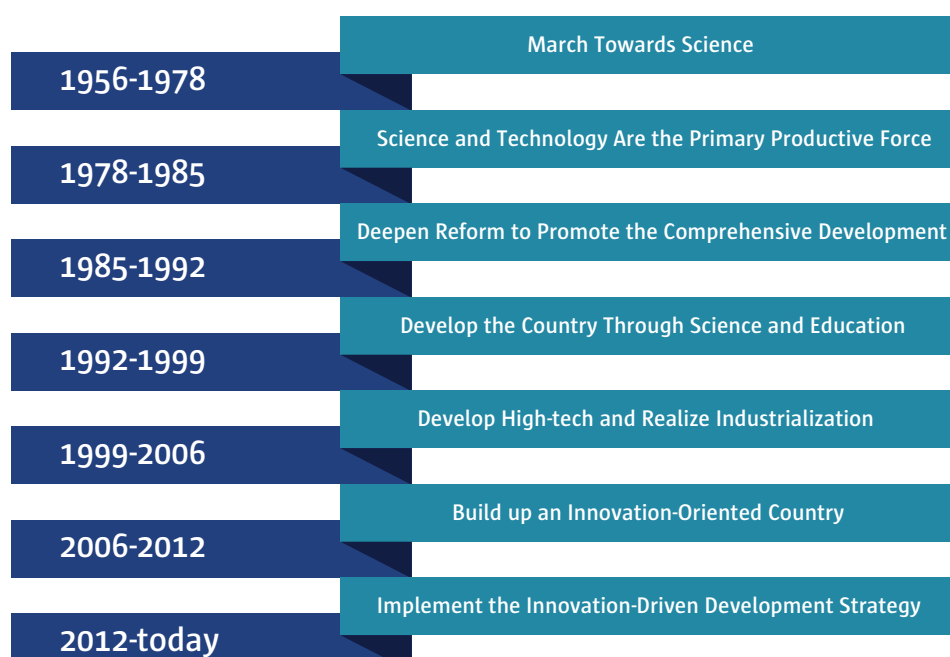 March Towards Science
1956-1978
Science and Technology Are the Primary Productive Force
1978-1985
Deepen Reform to Promote the Comprehensive Development
1985-1992
Develop the Country Through Science and Education
1992-1999
Develop High-tech and Realize Industrialization
1999-2006
Build up an Innovation-Oriented Country
2006-2012
Implement the Innovation-Driven Development Strategy
2012-today